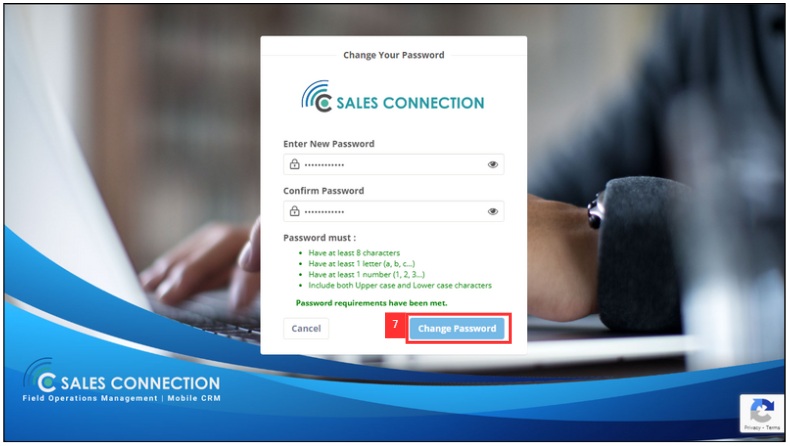 Change Your Password
SALES CONNECTION
Enter New Password
••••••••••••
Confirm Password
••••••••••••
Password must :
• Have at least 8 characters
• Have at least 1 letter (a, b, c...)
• Have at least 1 number (1, 2, 3...)
• Include both Upper case and Lower case characters
Password requirements have been met.
Cancel
7
Change Password
SALES CONNECTION
Field Operations Management | Mobile CRM
Privacy - Terms